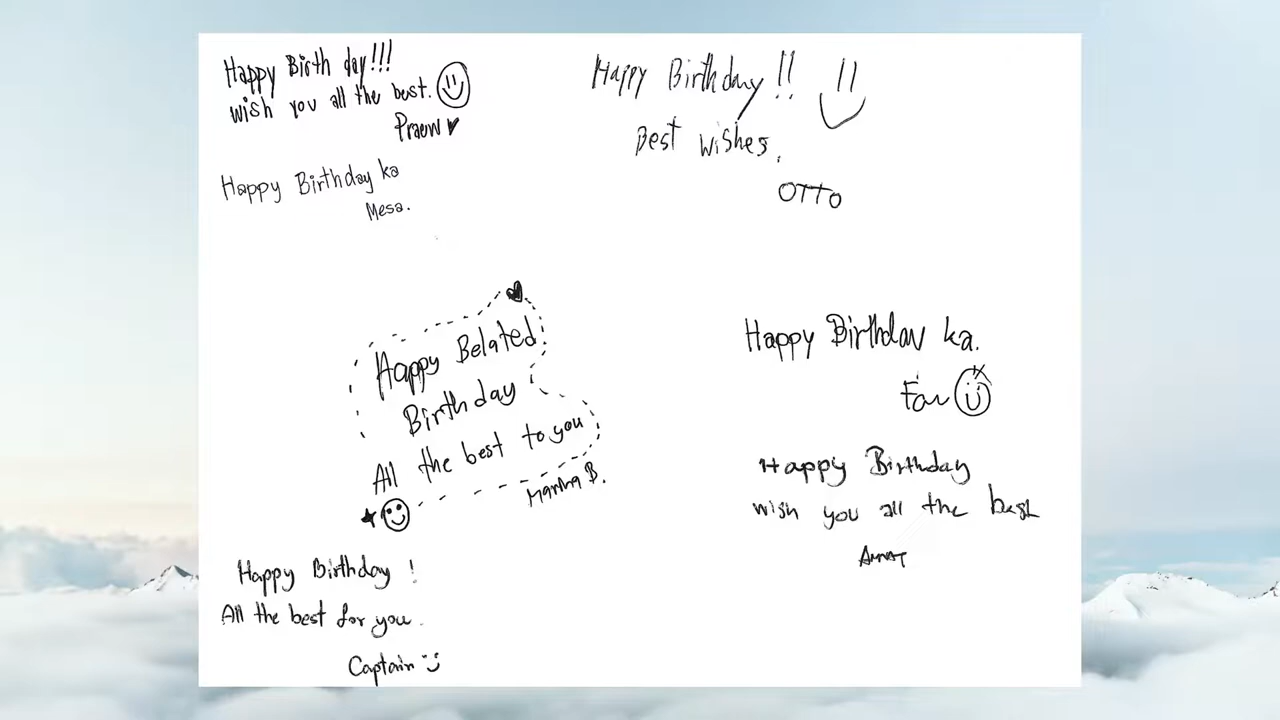 Happy Birth day!!!
wish you all the best.
Praew
Happy Birthday ka
Mesa.
Happy Birthday!!
Best wishes.
OTTO
Happy Belated
Birthday
All the best to you
Marina B.
Happy Birthday ka.
Fai
Happy Birthday
wish you all the best
Happy Birthday !
All the best for you.
Captain